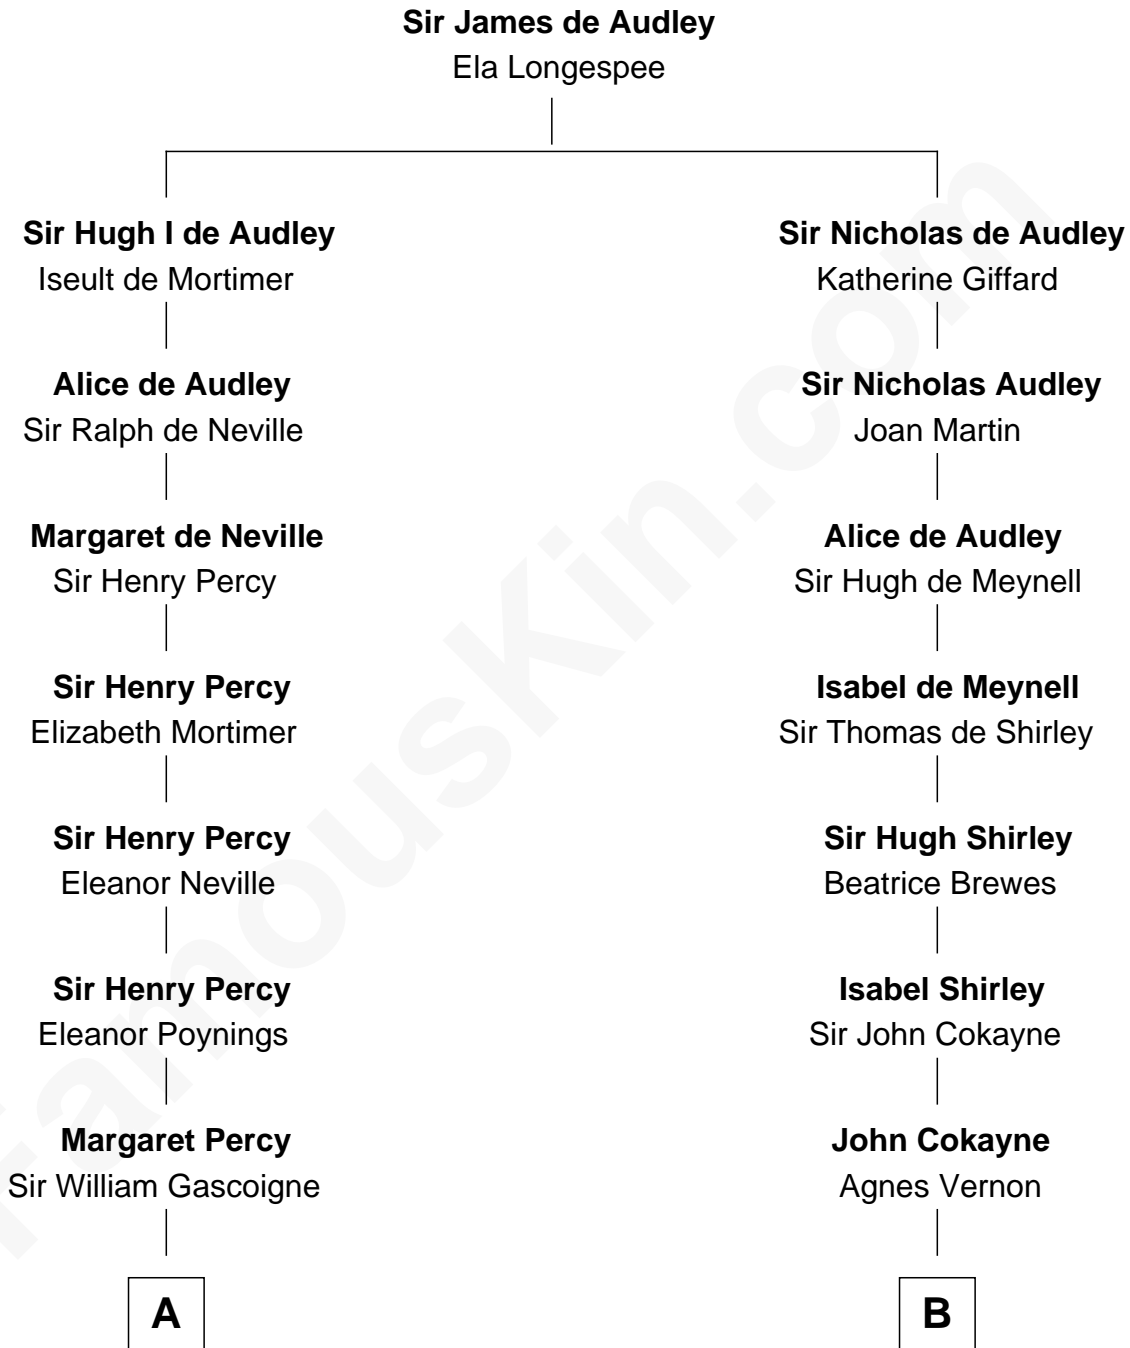 Sir James de Audley
Ela Longespee
Sir Hugh I de Audley
Iseult de Mortimer
Sir Nicholas de Audley
Katherine Giffard
Alice de Audley
Sir Ralph de Neville
Sir Nicholas Audley
Joan Martin
Margaret de Neville
Sir Henry Percy
Alice de Audley
Sir Hugh de Meynell
Sir Henry Percy
Elizabeth Mortimer
Isabel de Meynell
Sir Thomas de Shirley
Sir Henry Percy
Eleanor Neville
Sir Hugh Shirley
Beatrice Brewes
Sir Henry Percy
Eleanor Poynings
Isabel Shirley
Sir John Cokayne
Margaret Percy
Sir William Gascoigne
John Cokayne
Agnes Vernon
A
B
FamousKin.com